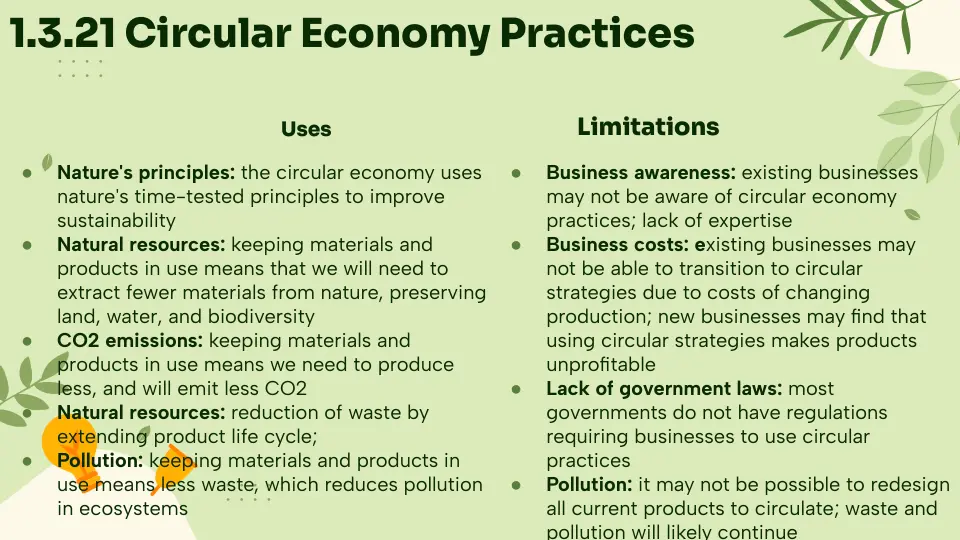 1.3.21 Circular Economy Practices
Uses
● Nature's principles: the circular economy uses
nature's time-tested principles to improve
sustainability
● Natural resources: keeping materials and
products in use means that we will need to
extract fewer materials from nature, preserving
land, water, and biodiversity
● CO2 emissions: keeping materials and
products in use means we need to produce
less, and will emit less CO2
● Natural resources: reduction of waste by
extending product life cycle;
● Pollution: keeping materials and products in
use means less waste, which reduces pollution
in ecosystems
Limitations
● Business awareness: existing businesses
may not be aware of circular economy
practices; lack of expertise
● Business costs: existing businesses may
not be able to transition to circular
strategies due to costs of changing
production; new businesses may find that
using circular strategies makes products
unprofitable
● Lack of government laws: most
governments do not have regulations
requiring businesses to use circular
practices
● Pollution: it may not be possible to redesign
all current products to circulate; waste and
pollution will likely continue